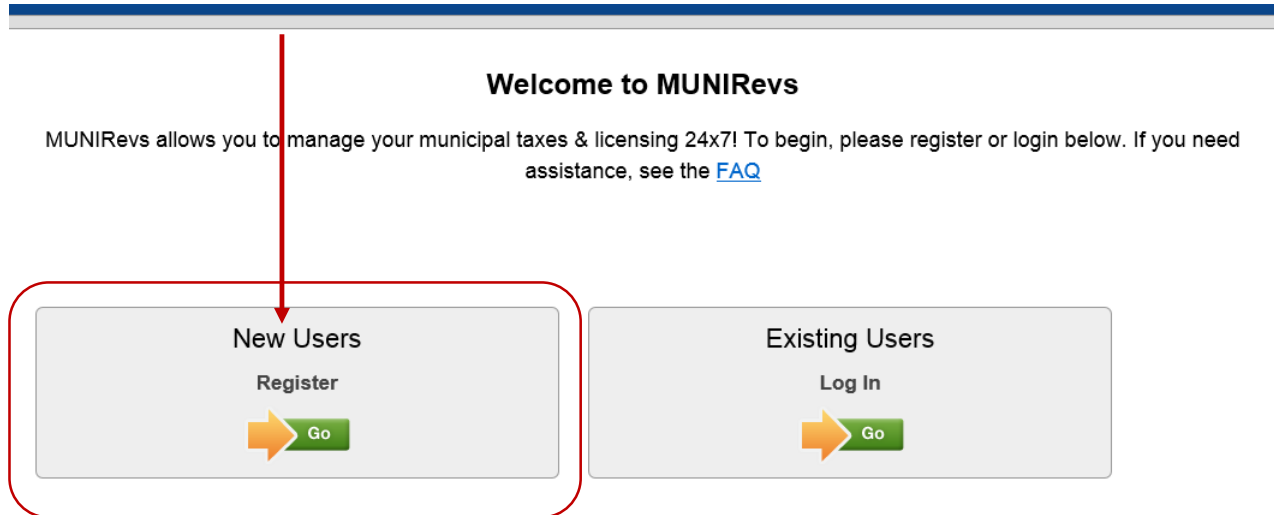 Welcome to MUNIRevs
MUNIRevs allows you to manage your municipal taxes & licensing 24x7! To begin, please register or login below. If you need
assistance, see the FAQ
New Users
Register
Go
Existing Users
Log In
Go